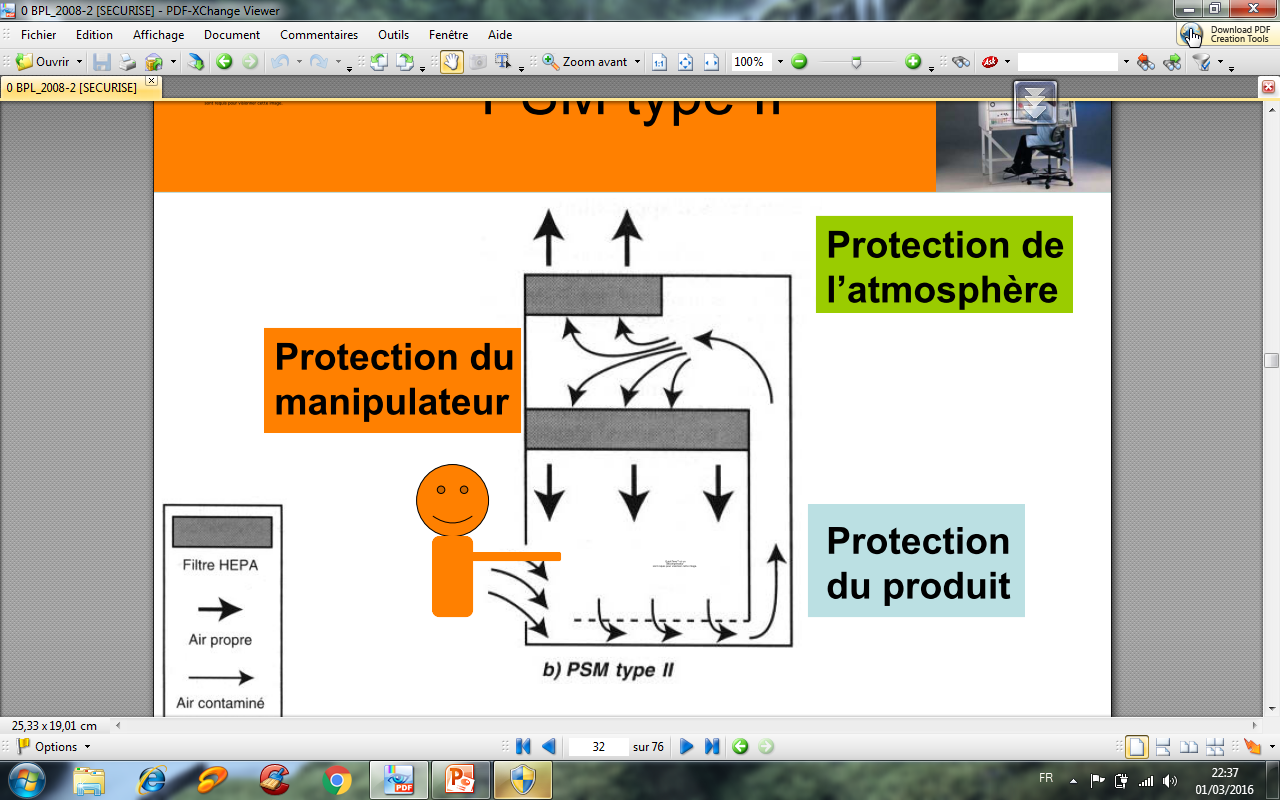 0 BPL_2008-2 [SECURISE] - PDF-XChange Viewer
Fichier Edition Affichage Document Commentaires Outils Fenêtre Aide
Download PDF
Creation Tools
Ouvrir Zoom avant 100%
0 BPL_2008-2 [SECURISE]
PSM type II
Protection de
l’atmosphère
Protection du
manipulateur
Protection
du produit
Filtre HEPA
Air propre
Air contaminé
b) PSM type II
25,33 x 19,01 cm
Options 32 sur 76
FR 22:37
01/03/2016